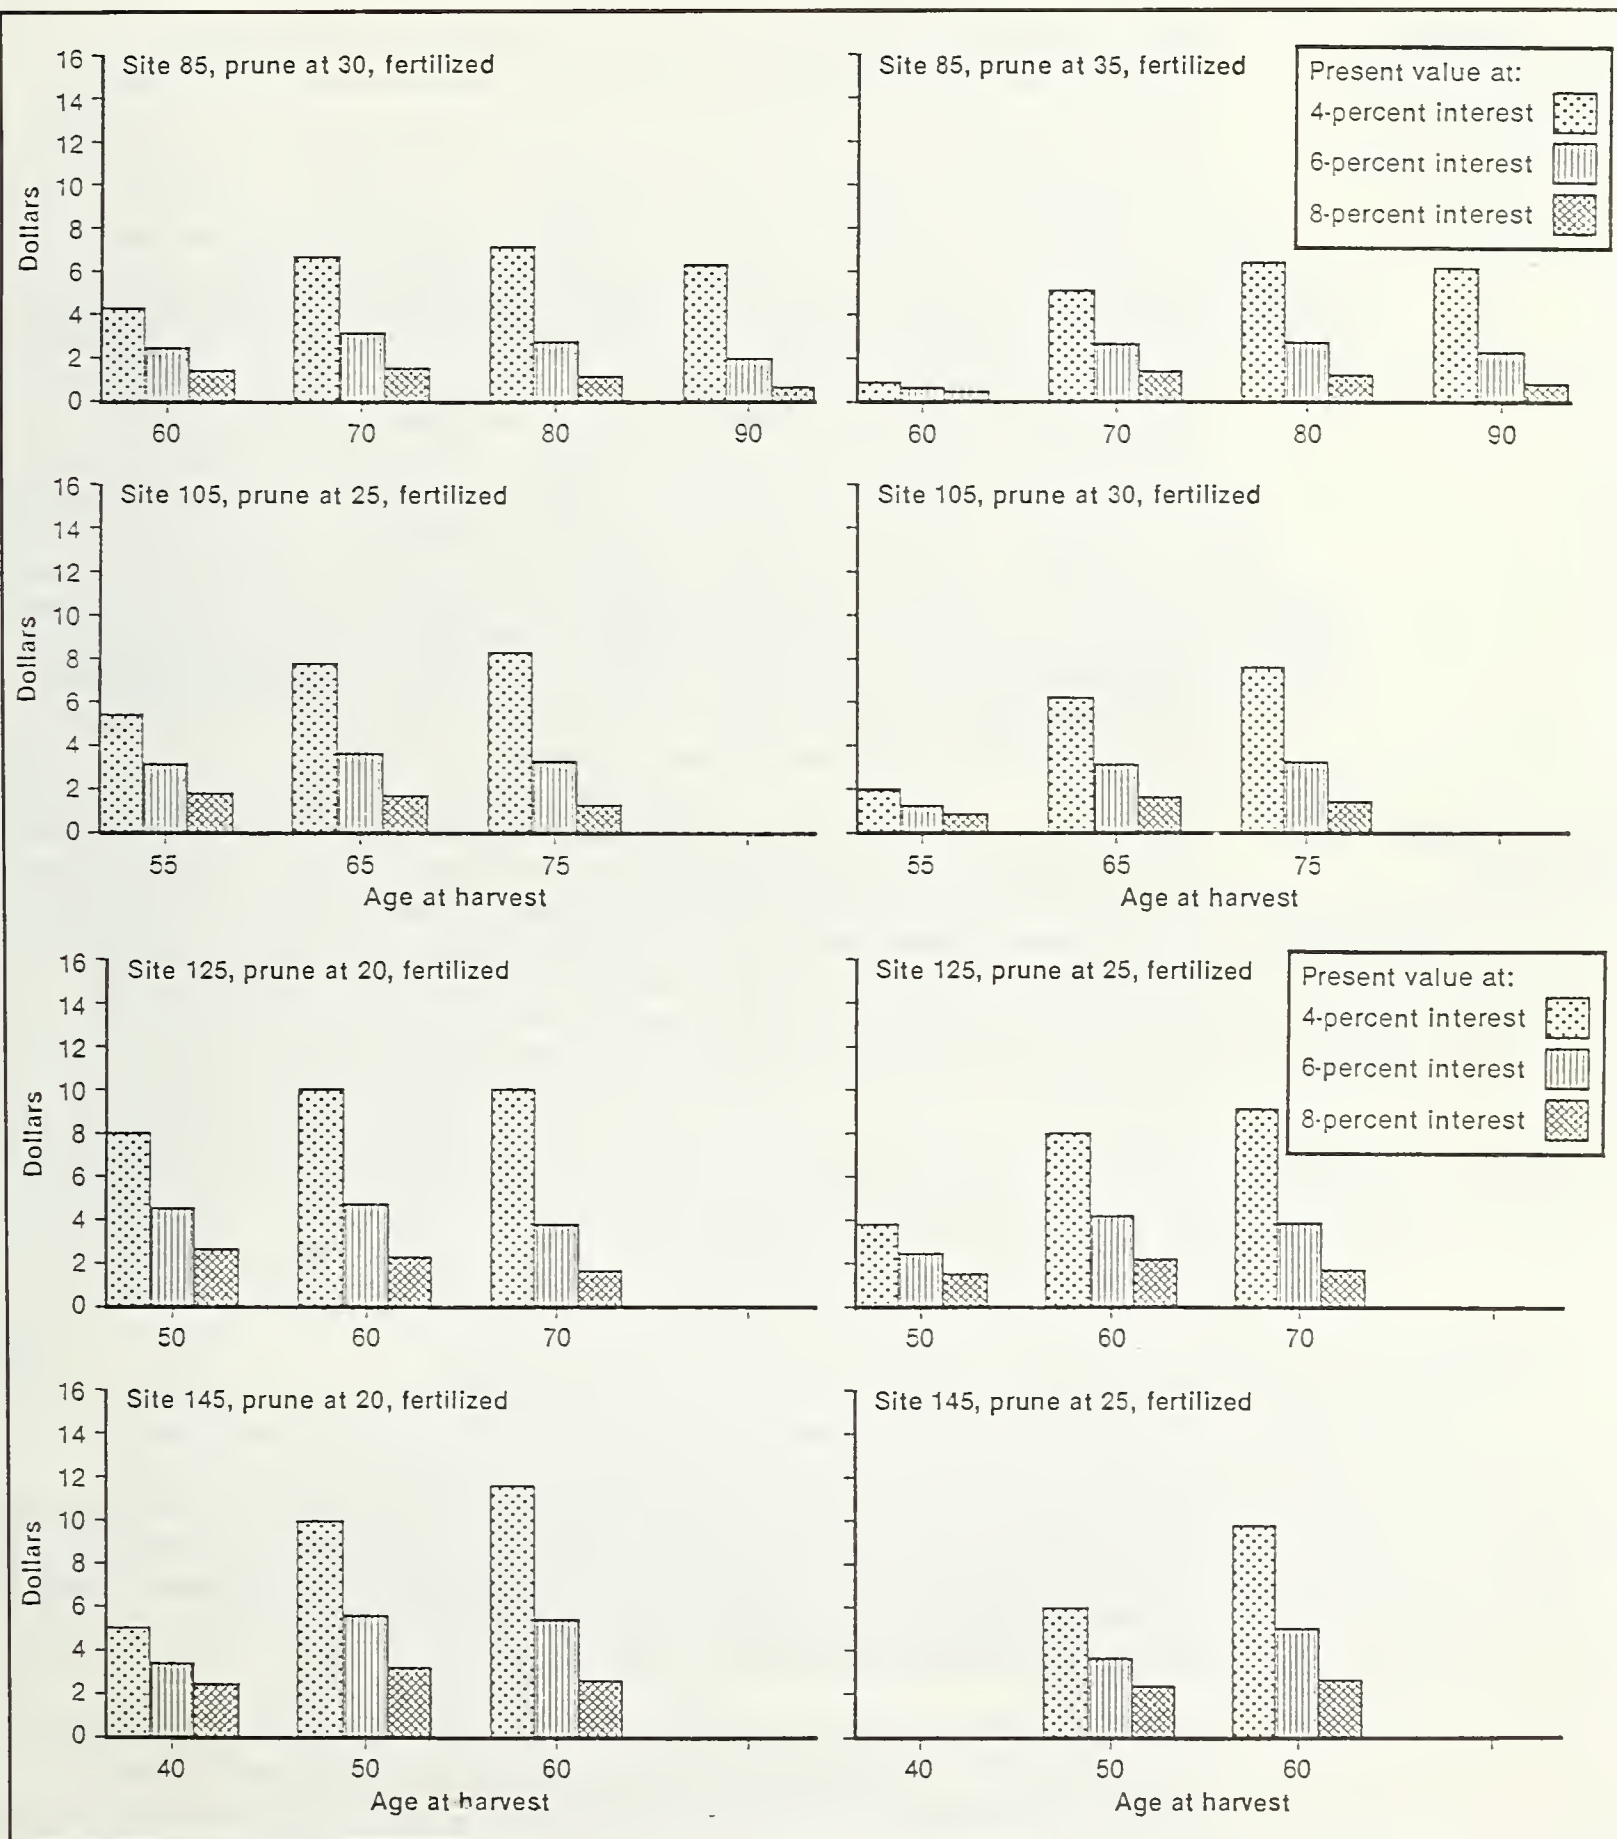 Site 85, prune at 30, fertilized
16
14
12
10
8
6
4
2
0
Dollars
60 70 80 90
Site 85, prune at 35, fertilized
60 70 80 90
Present value at:
4-percent interest
6-percent interest
8-percent interest
Site 105, prune at 25, fertilized
16
14
12
10
8
6
4
2
0
Dollars
55 65 75
Age at harvest
Site 105, prune at 30, fertilized
55 65 75
Age at harvest
Site 125, prune at 20, fertilized
16
14
12
10
8
6
4
2
0
Dollars
50 60 70
Site 125, prune at 25, fertilized
50 60 70
Present value at:
4-percent interest
6-percent interest
8-percent interest
Site 145, prune at 20, fertilized
16
14
12
10
8
6
4
2
0
Dollars
40 50 60
Age at harvest
Site 145, prune at 25, fertilized
40 50 60
Age at harvest